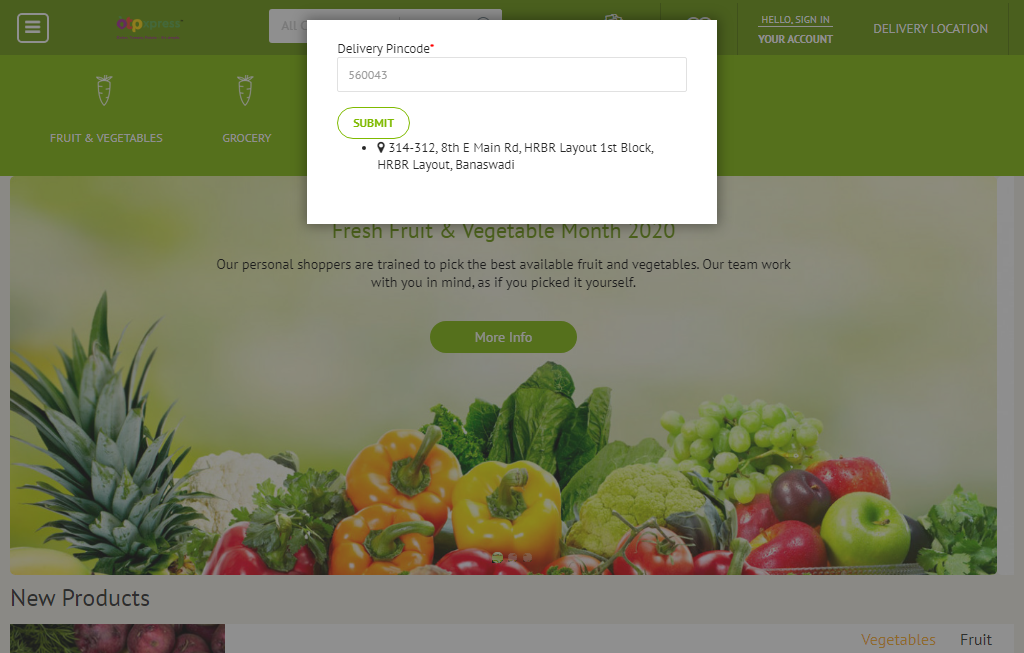 All C
HELLO, SIGN IN
YOUR ACCOUNT
DELIVERY LOCATION
FRUIT & VEGETABLES
GROCERY
Delivery Pincode*
560043
SUBMIT
314-312, 8th E Main Rd, HRBR Layout 1st Block,
HRBR Layout, Banaswadi
Fresh Fruit & Vegetable Month 2020
Our personal shoppers are trained to pick the best available fruit and vegetables. Our team work
with you in mind, as if you picked it yourself.
More Info
New Products
Vegetables
Fruit